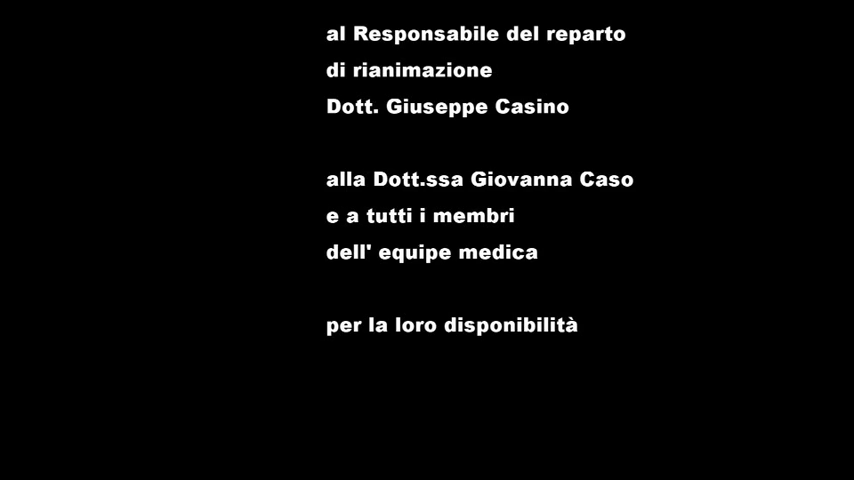 al Responsabile del reparto
di rianimazione
Dott. Giuseppe Casino
alla Dott.ssa Giovanna Caso
e a tutti i membri
dell' equipe medica
per la loro disponibilità